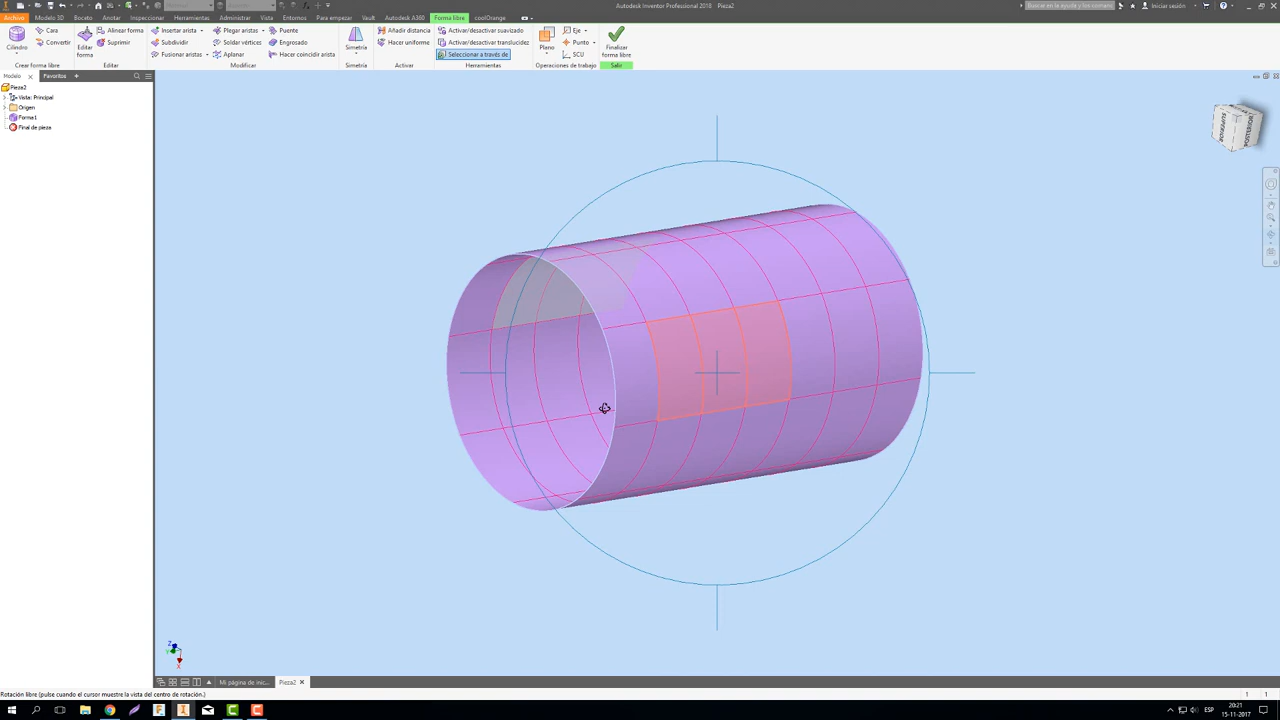 Autodesk Inventor Professional 2018   Pieza2
Iniciar sesión
Archivo Modelo 3D Boceto Anotar Inspeccionar Herramientas Administrar Vista Entornos Para empezar Vault Autodesk A360 Forma libre coolOrange
Cilindro
Cara
Convertir
Crear forma libre
Editar forma
Alinear forma
Suprimir
Editar
Insertar arista
Subdividir
Fusionar aristas
Plegar aristas
Soldar vértices
Aplanar
Puente
Engrosado
Hacer coincidir arista
Modificar
Simetría
Simetría
Añadir distancia
Hacer uniforme
Activar
Activar/desactivar suavizado
Activar/desactivar translucidez
Seleccionar a través de
Herramientas
Plano
Eje
Punto
SCU
Operaciones de trabajo
Finalizar forma libre
Salir
Modelo Favoritos
Pieza2
Vista: Principal
Origen
Forma1
Final de pieza
SUPERIOR
Z
Y
X
Mi página de inic...
Pieza2
Rotación libre (pulse cuando el cursor muestre la vista del centro de rotación.)
1 1
ESP
20:21
15-11-2017